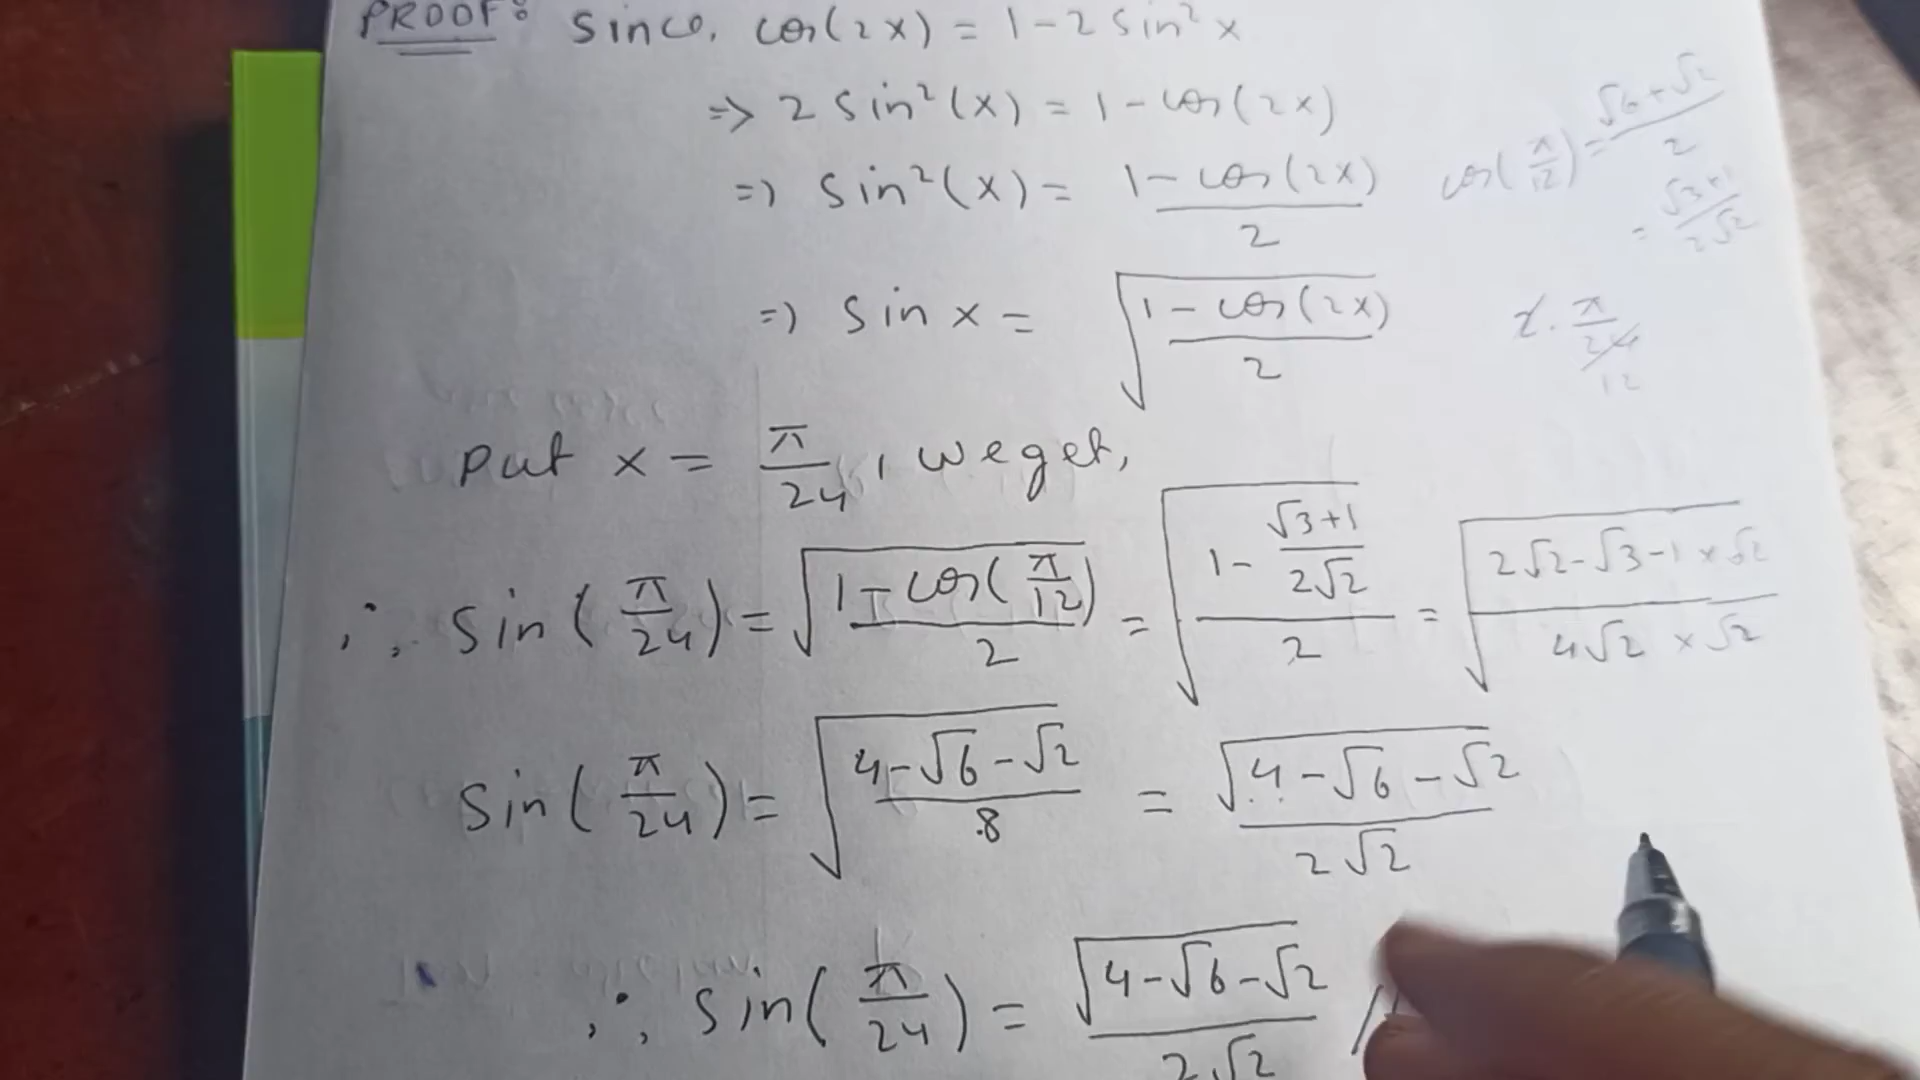 PROOF: Since, cos(2x) = 1 - 2 sin² x
=> 2 sin²(x) = 1 - cos(2x)
=> sin²(x) = (1 - cos(2x))/2
cos(π/12) = (√6 + √2)/2
= (√3+1)/(2√2)
=> sin x = √((1 - cos(2x))/2)
2 . π/24
12
put x = π/24, we get,
∴ sin(π/24) = √((1 - cos(π/12))/2) = √((1 - (√3+1)/(2√2))/2) = √((2√2 - √3 - 1 × √2)/(4√2 × √2))
sin(π/24) = √((4 - √6 - √2)/8) = √(4 - √6 - √2)/(2√2)
∴ sin(π/24) = √(4 - √6 - √2)/(2√2) /